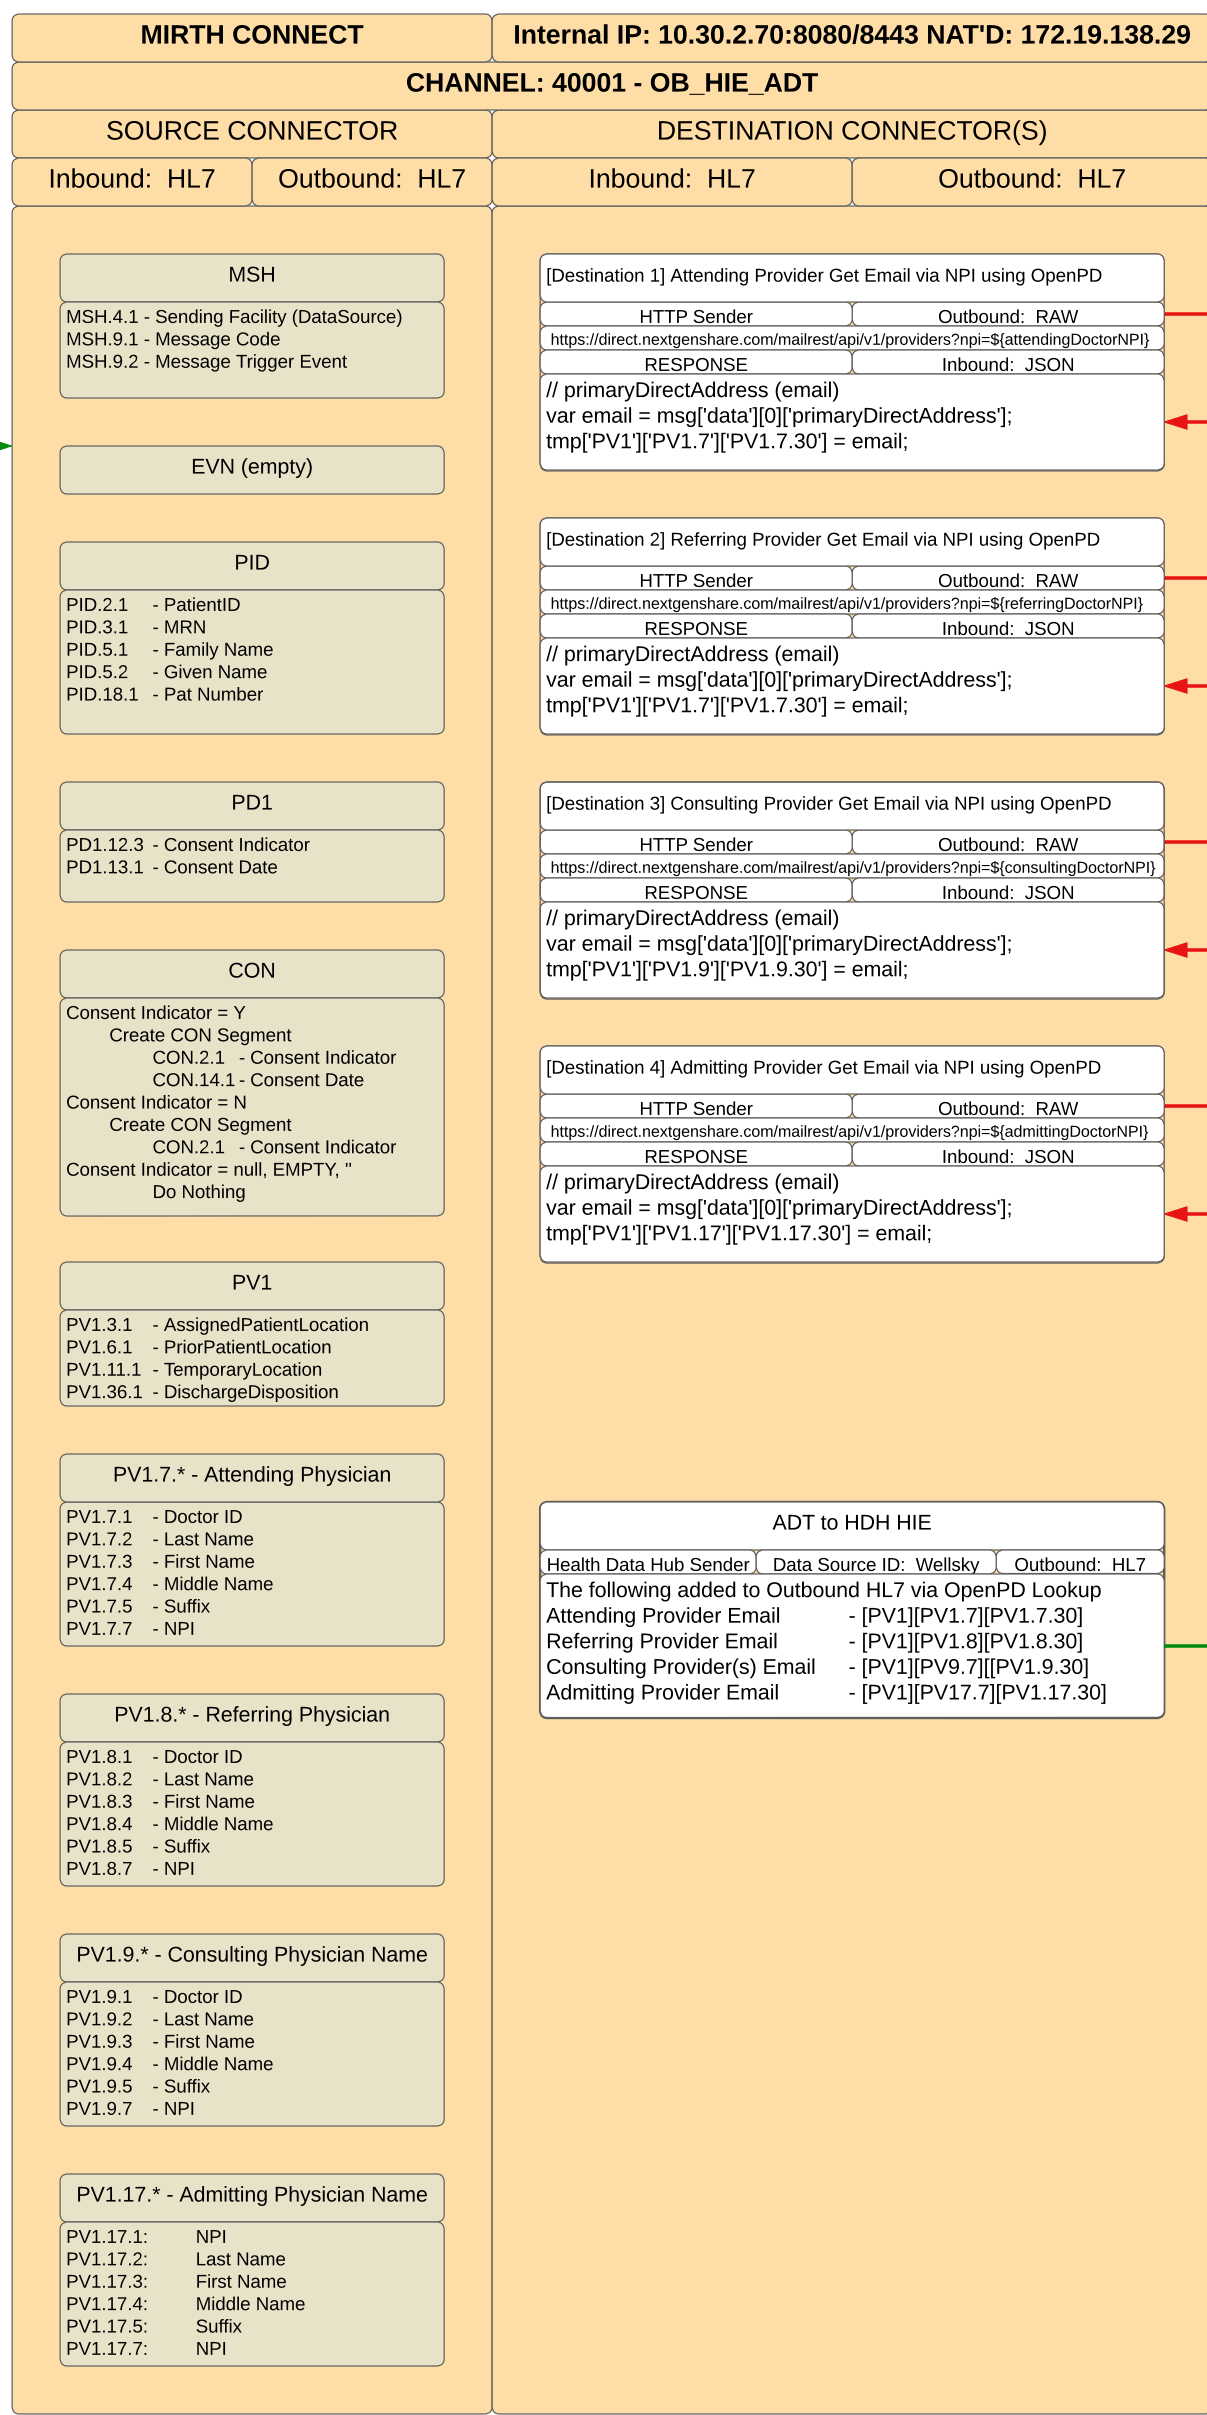 MIRTH CONNECT
Internal IP: 10.30.2.70:8080/8443 NAT'D: 172.19.138.29
CHANNEL: 40001 - OB_HIE_ADT
SOURCE CONNECTOR
DESTINATION CONNECTOR(S)
Inbound: HL7
Outbound: HL7
Inbound: HL7
Outbound: HL7
MSH
MSH.4.1 - Sending Facility (DataSource)
MSH.9.1 - Message Code
MSH.9.2 - Message Trigger Event
EVN (empty)
PID
PID.2.1 - PatientID
PID.3.1 - MRN
PID.5.1 - Family Name
PID.5.2 - Given Name
PID.18.1 - Pat Number
PD1
PD1.12.3 - Consent Indicator
PD1.13.1 - Consent Date
CON
Consent Indicator = Y
Create CON Segment
CON.2.1 - Consent Indicator
CON.14.1 - Consent Date
Consent Indicator = N
Create CON Segment
CON.2.1 - Consent Indicator
Consent Indicator = null, EMPTY, ''
Do Nothing
PV1
PV1.3.1 - AssignedPatientLocation
PV1.6.1 - PriorPatientLocation
PV1.11.1 - TemporaryLocation
PV1.36.1 - DischargeDisposition
PV1.7.* - Attending Physician
PV1.7.1 - Doctor ID
PV1.7.2 - Last Name
PV1.7.3 - First Name
PV1.7.4 - Middle Name
PV1.7.5 - Suffix
PV1.7.7 - NPI
PV1.8.* - Referring Physician
PV1.8.1 - Doctor ID
PV1.8.2 - Last Name
PV1.8.3 - First Name
PV1.8.4 - Middle Name
PV1.8.5 - Suffix
PV1.8.7 - NPI
PV1.9.* - Consulting Physician Name
PV1.9.1 - Doctor ID
PV1.9.2 - Last Name
PV1.9.3 - First Name
PV1.9.4 - Middle Name
PV1.9.5 - Suffix
PV1.9.7 - NPI
PV1.17.* - Admitting Physician Name
PV1.17.1: NPI
PV1.17.2: Last Name
PV1.17.3: First Name
PV1.17.4: Middle Name
PV1.17.5: Suffix
PV1.17.7: NPI
[Destination 1] Attending Provider Get Email via NPI using OpenPD
HTTP Sender
Outbound: RAW
https://direct.nextgenshare.com/mailrest/api/v1/providers?npi=${attendingDoctorNPI}
RESPONSE
Inbound: JSON
// primaryDirectAddress (email)
var email = msg['data'][0]['primaryDirectAddress'];
tmp['PV1']['PV1.7']['PV1.7.30'] = email;
[Destination 2] Referring Provider Get Email via NPI using OpenPD
HTTP Sender
Outbound: RAW
https://direct.nextgenshare.com/mailrest/api/v1/providers?npi=${referringDoctorNPI}
RESPONSE
Inbound: JSON
// primaryDirectAddress (email)
var email = msg['data'][0]['primaryDirectAddress'];
tmp['PV1']['PV1.7']['PV1.7.30'] = email;
[Destination 3] Consulting Provider Get Email via NPI using OpenPD
HTTP Sender
Outbound: RAW
https://direct.nextgenshare.com/mailrest/api/v1/providers?npi=${consultingDoctorNPI}
RESPONSE
Inbound: JSON
// primaryDirectAddress (email)
var email = msg['data'][0]['primaryDirectAddress'];
tmp['PV1']['PV1.9']['PV1.9.30'] = email;
[Destination 4] Admitting Provider Get Email via NPI using OpenPD
HTTP Sender
Outbound: RAW
https://direct.nextgenshare.com/mailrest/api/v1/providers?npi=${admittingDoctorNPI}
RESPONSE
Inbound: JSON
// primaryDirectAddress (email)
var email = msg['data'][0]['primaryDirectAddress'];
tmp['PV1']['PV1.17']['PV1.17.30'] = email;
ADT to HDH HIE
Health Data Hub Sender
Data Source ID: Wellsky
Outbound: HL7
The following added to Outbound HL7 via OpenPD Lookup
Attending Provider Email - [PV1][PV1.7][PV1.7.30]
Referring Provider Email - [PV1][PV1.8][PV1.8.30]
Consulting Provider(s) Email - [PV1][PV9.7][[PV1.9.30]
Admitting Provider Email - [PV1][PV17.7][PV1.17.30]